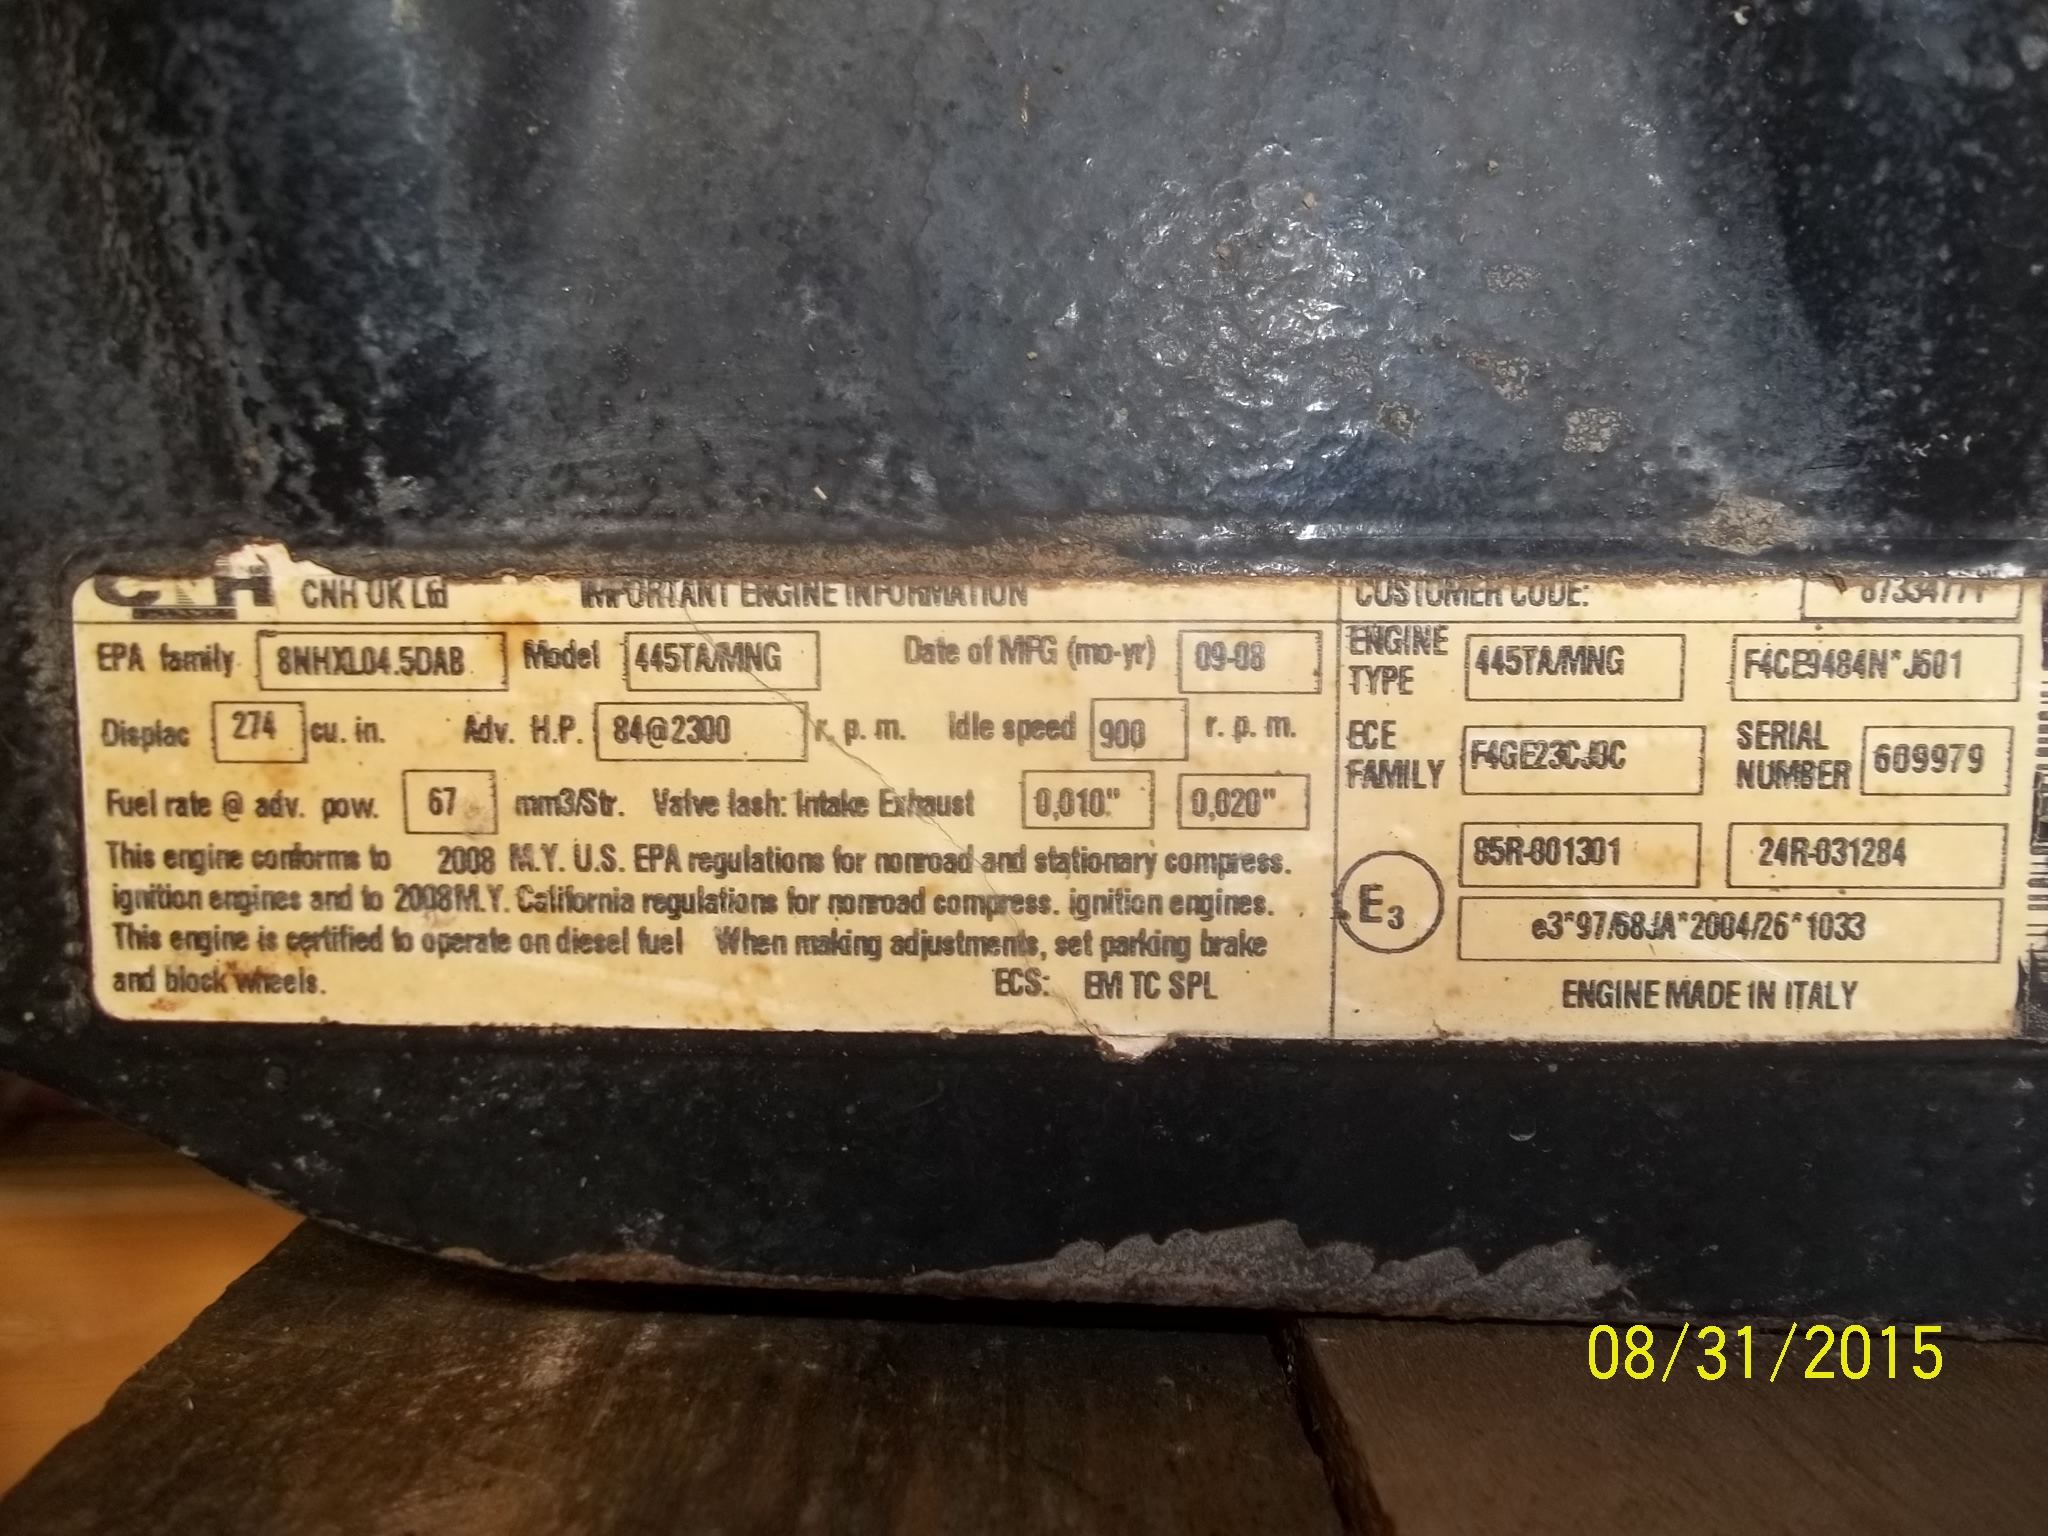 CNH CNH UK Ltd IMPORTANT ENGINE INFORMATION CUSTOMER CODE:
EPA family 8NHXL04.5DAB Model 445TA/MNG Date of MFG (mo-yr) 09-08
Displac 274 cu. in. Adv. H.P. 84@2300 r. p. m. Idle speed 900 r. p. m.
Fuel rate @ adv. pow. 67 mm3/Str. Valve lash: Intake Exhaust 0,010" 0,020"
This engine conforms to 2008 M.Y. U.S. EPA regulations for nonroad and stationary compress.
ignition engines and to 2008 M.Y. California regulations for nonroad compress. ignition engines.
This engine is certified to operate on diesel fuel When making adjustments, set parking brake
and block wheels. ECS: EM TC SPL
ENGINE TYPE 445TA/MNG F4CE9484N*J601
ECE FAMILY SERIAL NUMBER 609979
E3 85R-001301 24R-031284
e3*97/68JA*2004/26*1033
ENGINE MADE IN ITALY
08/31/2015